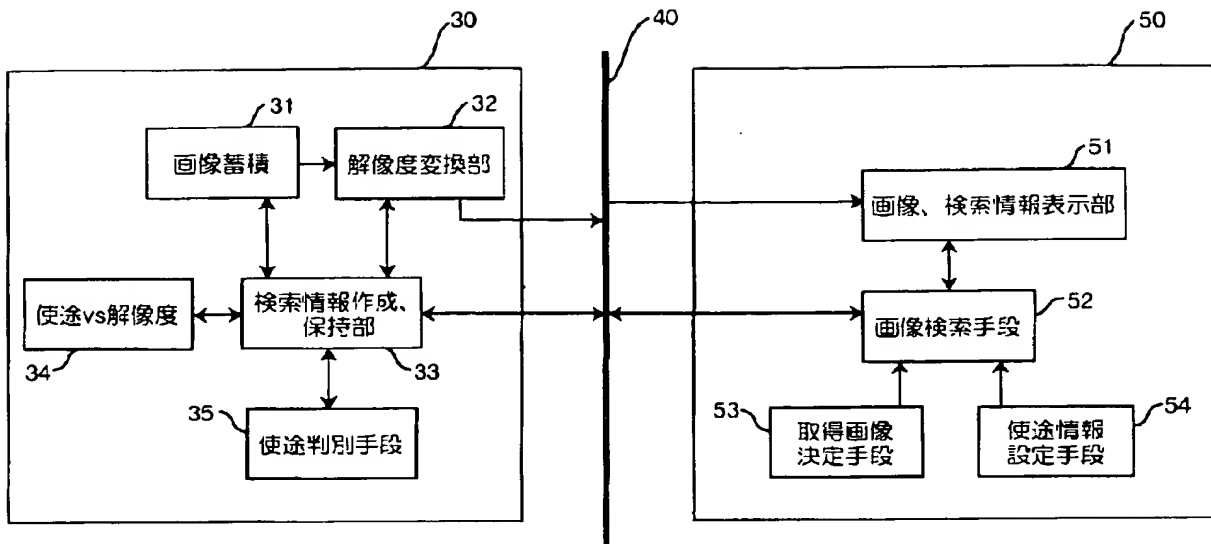 30
40
50
31
32
画像蓄積
解像度変換部
51
画像、検索情報表示部
使途vs解像度
検索情報作成、
保持部
画像検索手段
52
34
33
35
使途判別手段
53
取得画像
決定手段
使途情報
設定手段
54